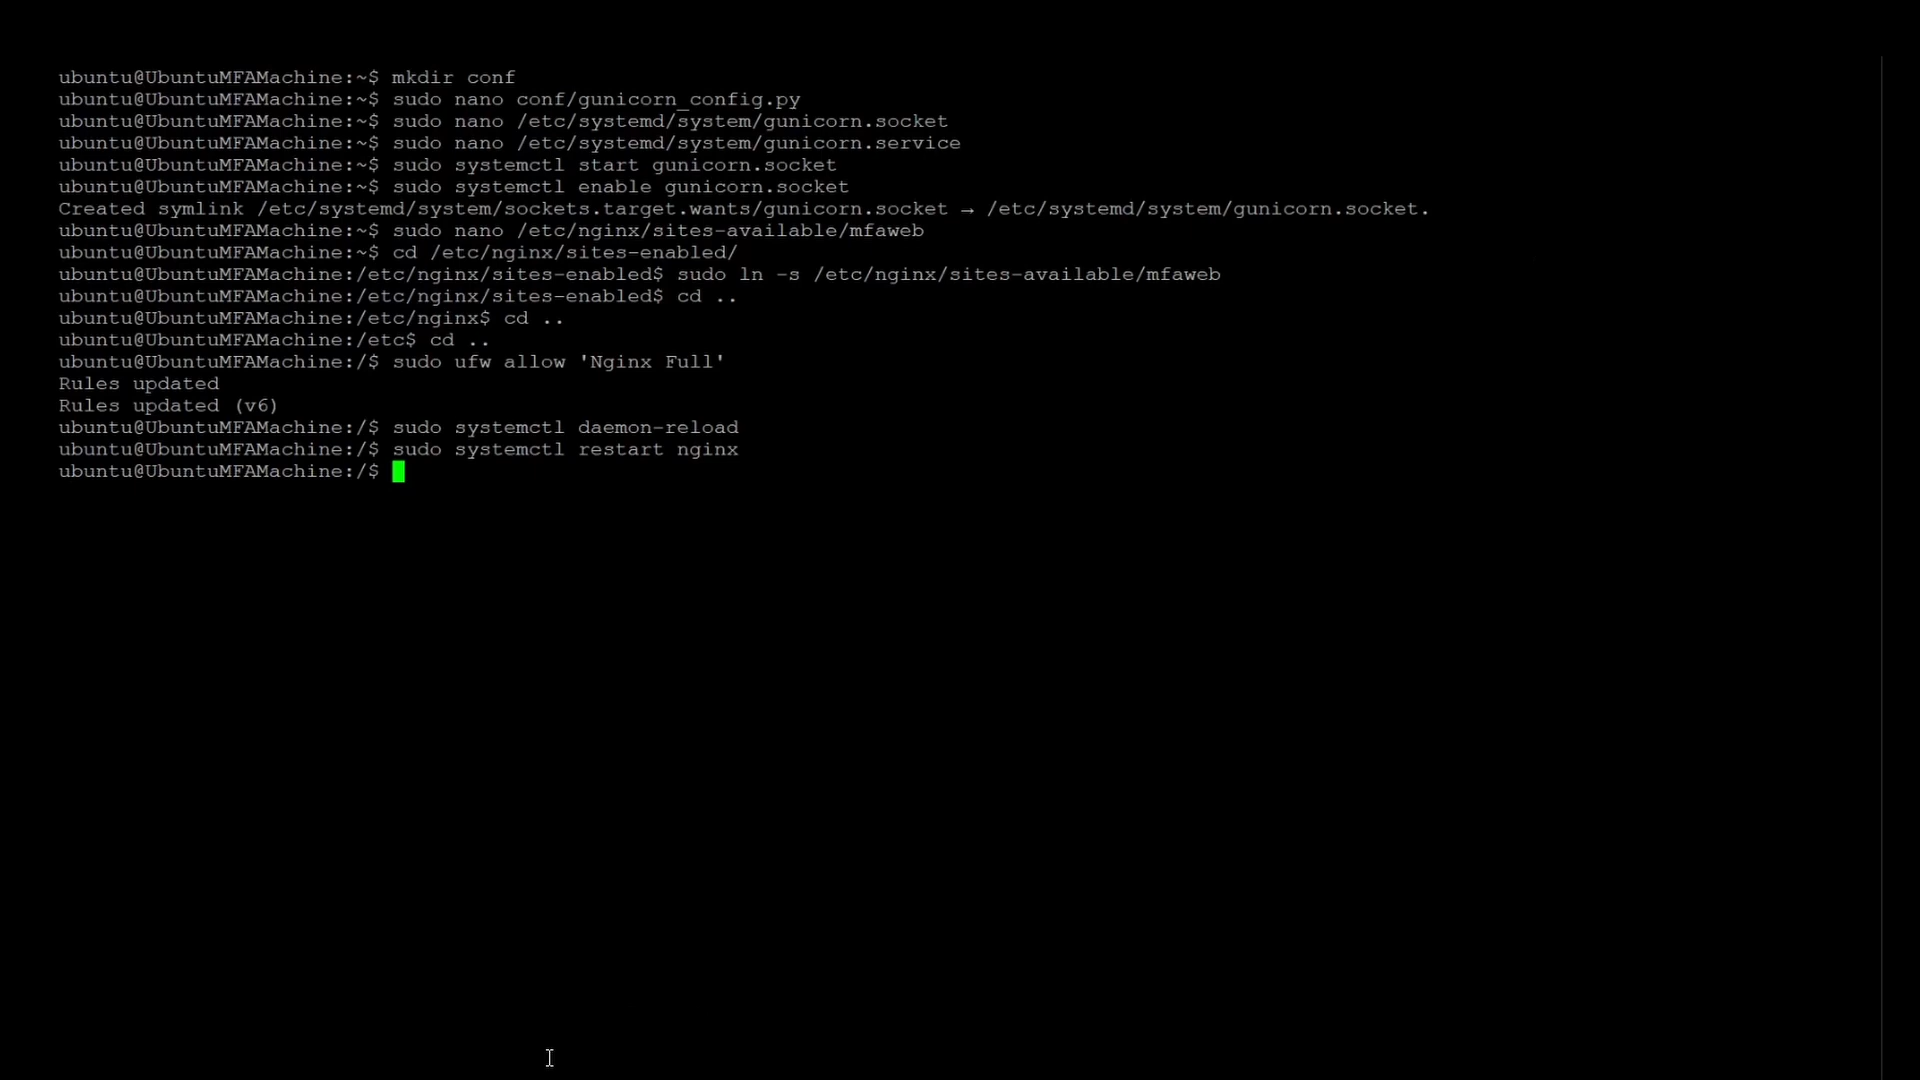 ubuntu@UbuntuMFAMachine:~$ mkdir conf
ubuntu@UbuntuMFAMachine:~$ sudo nano conf/gunicorn_config.py
ubuntu@UbuntuMFAMachine:~$ sudo nano /etc/systemd/system/gunicorn.socket
ubuntu@UbuntuMFAMachine:~$ sudo nano /etc/systemd/system/gunicorn.service
ubuntu@UbuntuMFAMachine:~$ sudo systemctl start gunicorn.socket
ubuntu@UbuntuMFAMachine:~$ sudo systemctl enable gunicorn.socket
Created symlink /etc/systemd/system/sockets.target.wants/gunicorn.socket → /etc/systemd/system/gunicorn.socket.
ubuntu@UbuntuMFAMachine:~$ sudo nano /etc/nginx/sites-available/mfaweb
ubuntu@UbuntuMFAMachine:~$ cd /etc/nginx/sites-enabled/
ubuntu@UbuntuMFAMachine:/etc/nginx/sites-enabled$ sudo ln -s /etc/nginx/sites-available/mfaweb
ubuntu@UbuntuMFAMachine:/etc/nginx/sites-enabled$ cd ..
ubuntu@UbuntuMFAMachine:/etc/nginx$ cd ..
ubuntu@UbuntuMFAMachine:/etc$ cd ..
ubuntu@UbuntuMFAMachine:/$ sudo ufw allow 'Nginx Full'
Rules updated
Rules updated (v6)
ubuntu@UbuntuMFAMachine:/$ sudo systemctl daemon-reload
ubuntu@UbuntuMFAMachine:/$ sudo systemctl restart nginx
ubuntu@UbuntuMFAMachine:/$